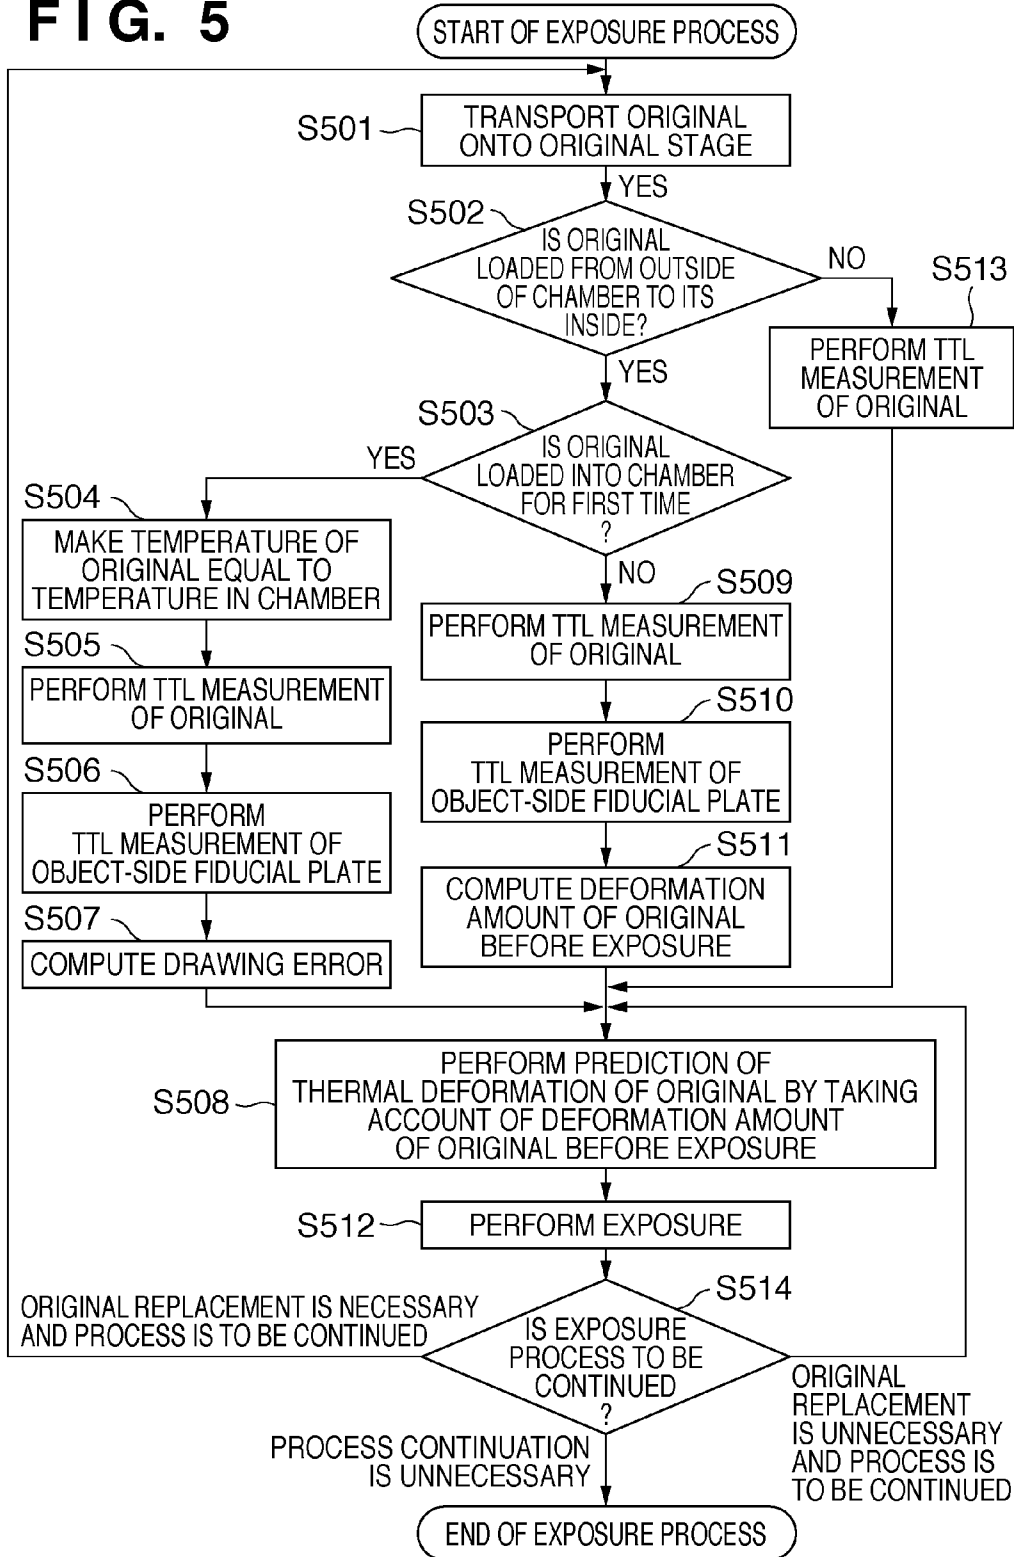 FIG. 5
START OF EXPOSURE PROCESS
S501
TRANSPORT ORIGINAL
ONTO ORIGINAL STAGE
YES
S502
IS ORIGINAL
LOADED FROM OUTSIDE
OF CHAMBER TO ITS
INSIDE?
NO
S513
PERFORM TTL
MEASUREMENT
OF ORIGINAL
YES
S503
IS ORIGINAL
LOADED INTO CHAMBER
FOR FIRST TIME
?
YES
S504
MAKE TEMPERATURE OF
ORIGINAL EQUAL TO
TEMPERATURE IN CHAMBER
S505
PERFORM TTL MEASUREMENT
OF ORIGINAL
S506
PERFORM
TTL MEASUREMENT OF
OBJECT-SIDE FIDUCIAL PLATE
S507
COMPUTE DRAWING ERROR
NO
S509
PERFORM TTL MEASUREMENT
OF ORIGINAL
S510
PERFORM
TTL MEASUREMENT OF
OBJECT-SIDE FIDUCIAL PLATE
S511
COMPUTE DEFORMATION
AMOUNT OF ORIGINAL
BEFORE EXPOSURE
S508
PERFORM PREDICTION OF
THERMAL DEFORMATION OF ORIGINAL BY TAKING
ACCOUNT OF DEFORMATION AMOUNT
OF ORIGINAL BEFORE EXPOSURE
S512
PERFORM EXPOSURE
S514
IS EXPOSURE
PROCESS TO BE
CONTINUED
?
ORIGINAL REPLACEMENT IS NECESSARY
AND PROCESS IS TO BE CONTINUED
ORIGINAL
REPLACEMENT
IS UNNECESSARY
AND PROCESS IS
TO BE CONTINUED
PROCESS CONTINUATION
IS UNNECESSARY
END OF EXPOSURE PROCESS